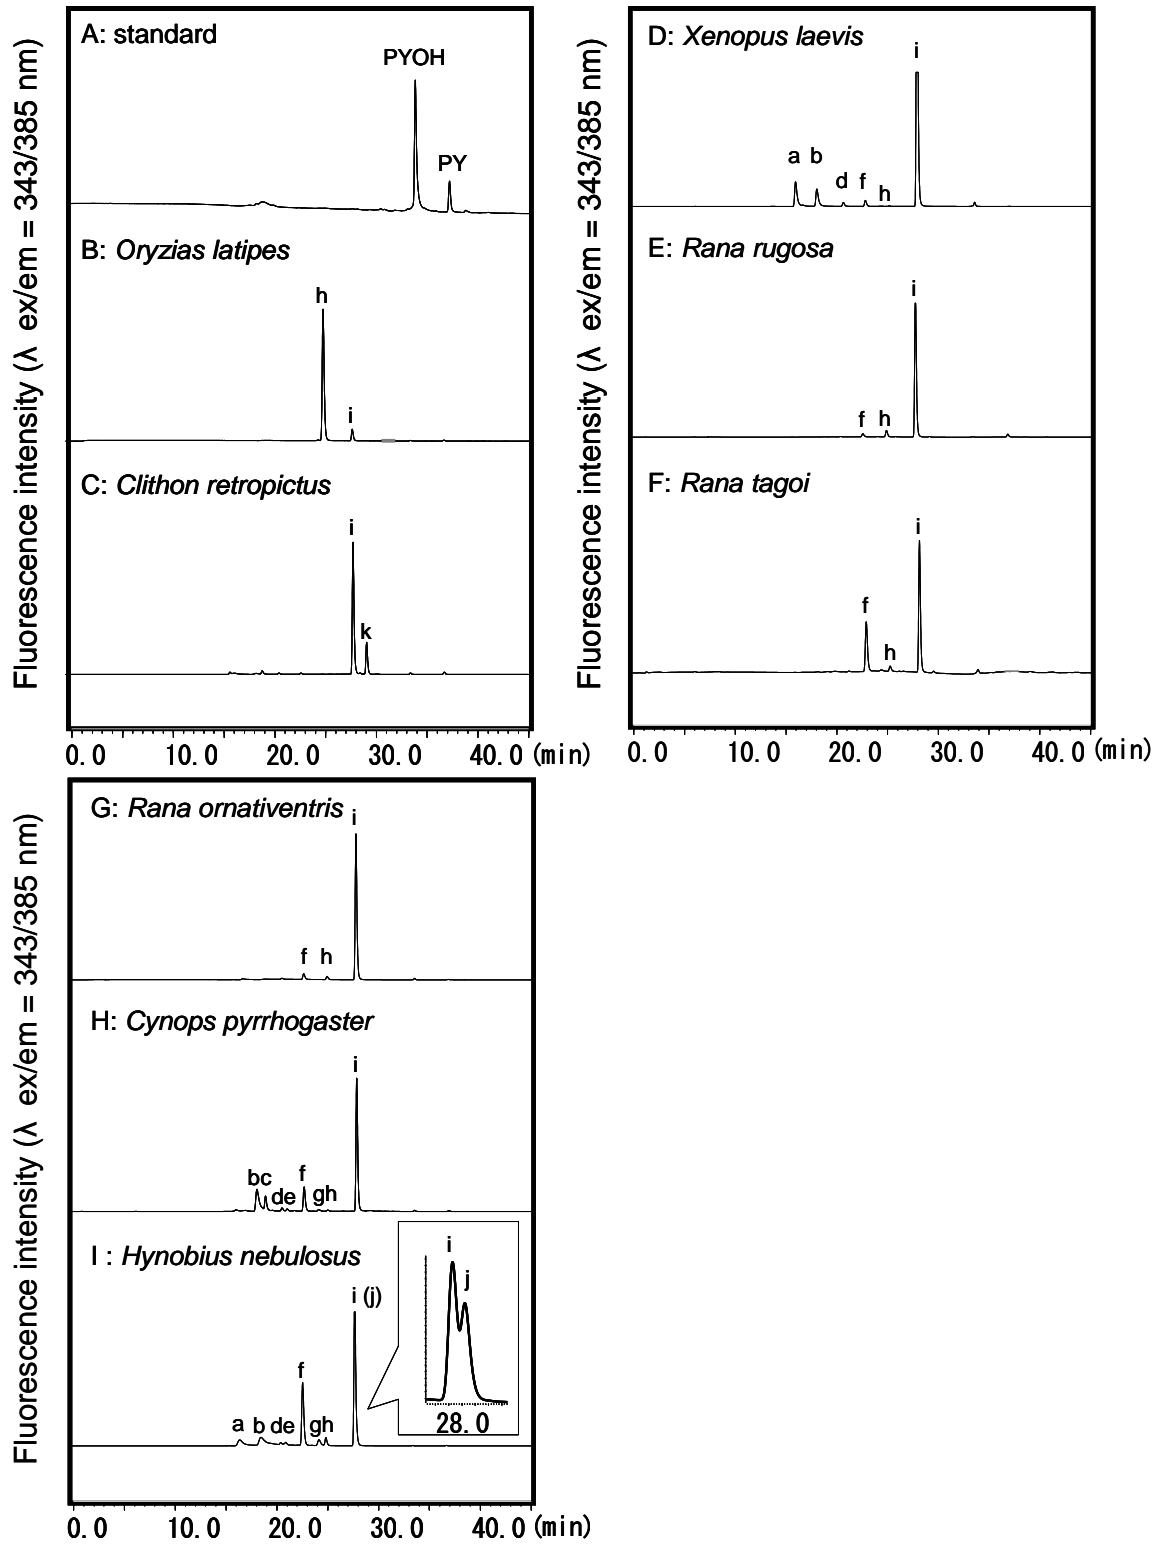 Fluorescence intensity (λ ex/em = 343/385 nm)
A: standard
PYOH
PY
B: Oryzias latipes
h
i
C: Clithon retropictus
i
k
0.0 10.0 20.0 30.0 40.0 (min)
Fluorescence intensity (λ ex/em = 343/385 nm)
D: Xenopus laevis
i
a b
d f
h
E: Rana rugosa
i
f h
F: Rana tagoi
i
f
h
0.0 10.0 20.0 30.0 40.0 (min)
Fluorescence intensity (λ ex/em = 343/385 nm)
G: Rana ornativentris
i
f h
H: Cynops pyrrhogaster
i
bc
f
de
gh
I : Hynobius nebulosus
i
j
i (j)
f
a b de gh
28.0
0.0 10.0 20.0 30.0 40.0 (min)